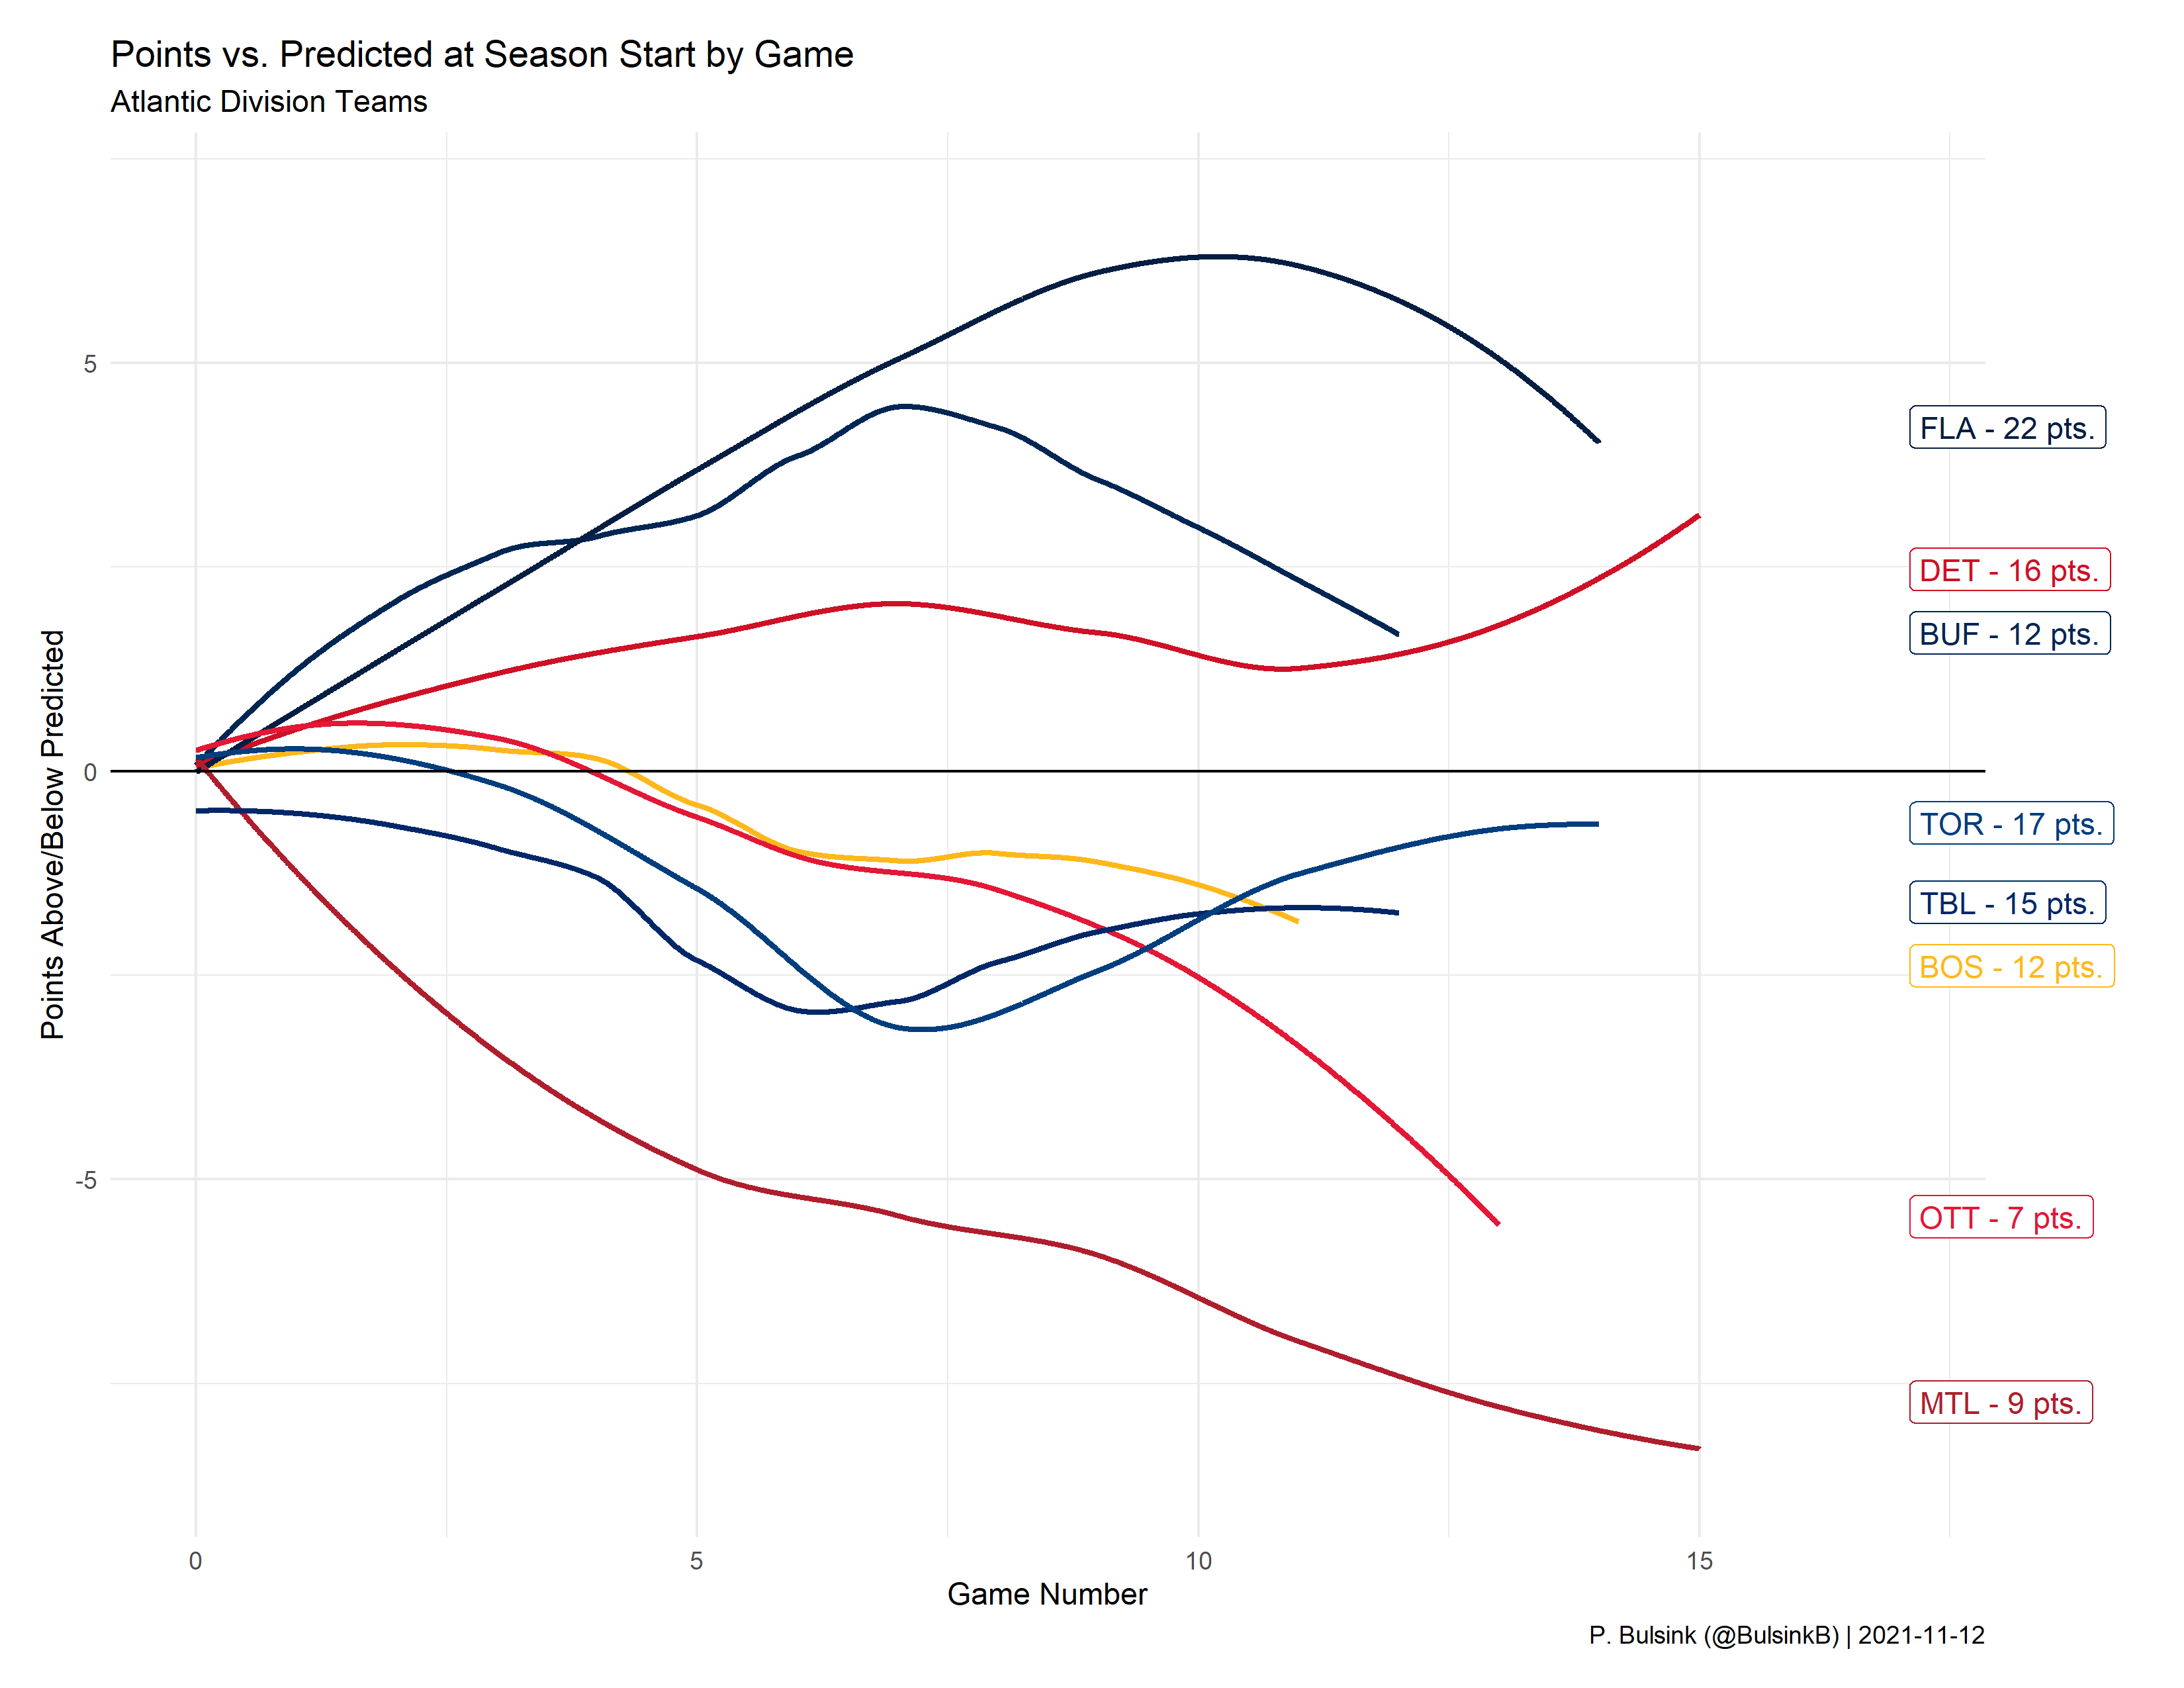 Points vs. Predicted at Season Start by Game
Atlantic Division Teams
Points Above/Below Predicted
5
0
-5
FLA - 22 pts.
DET - 16 pts.
BUF - 12 pts.
TOR - 17 pts.
TBL - 15 pts.
BOS - 12 pts.
OTT - 7 pts.
MTL - 9 pts.
0 5 10 15
Game Number
P. Bulsink (@BulsinkB) | 2021-11-12